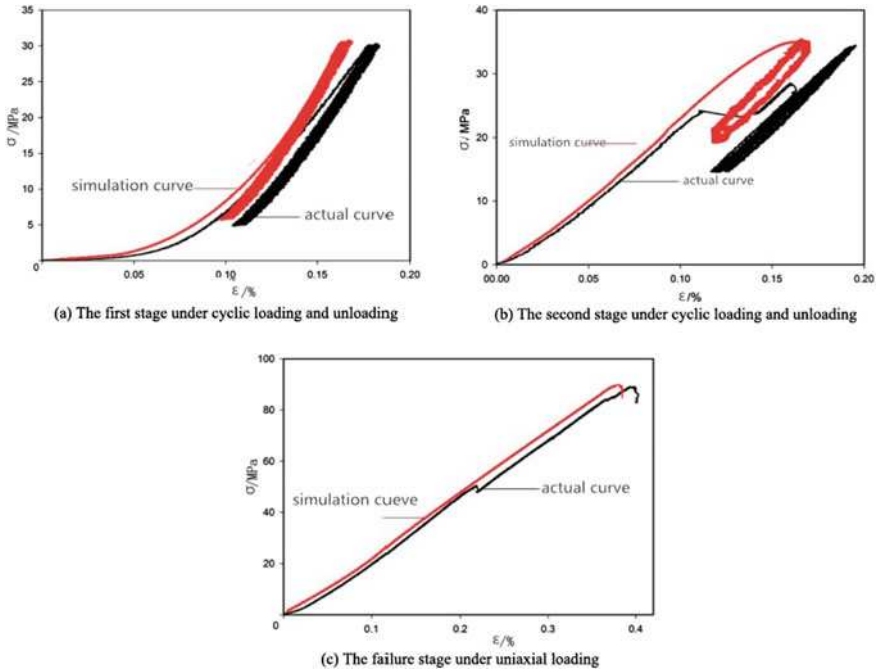 35
30
25
20
15
10
5
σ/MPa
simulation curve
actual curve
0
0.05
0.10
0.15
0.20
ε/%
(a) The first stage under cyclic loading and unloading
40
30
20
10
0
σ/MPa
simulation curve
actual curve
00.00
0.05
0.10
0.15
0.20
ε/%
(b) The second stage under cyclic loading and unloading
100
80
60
40
20
σ/MPa
simulation cueve
actual curve
0
0.1
0.2
0.3
0.4
ε/%
(c) The failure stage under uniaxial loading